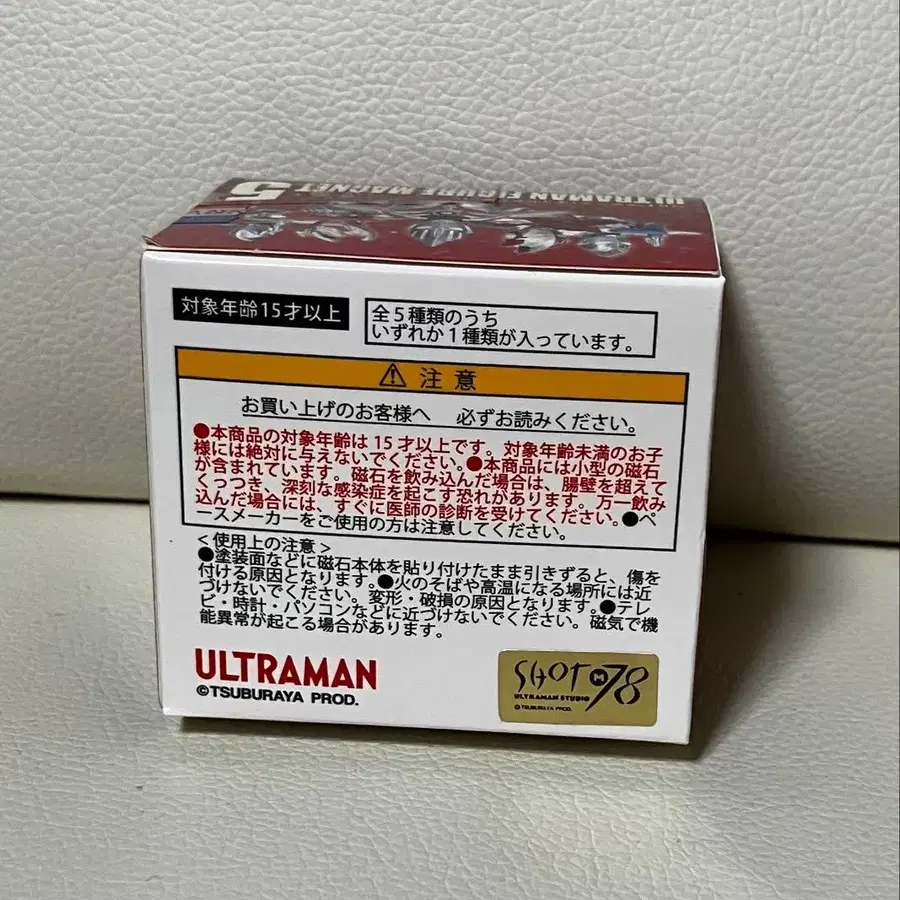 ULTRAMAN FIGURE MAGNET
5
対象年齢15才以上
全5種類のうち
いずれか1種類が入っています。
注意
お買い上げのお客様へ 必ずお読みください。
●本商品の対象年齢は15才以上です。対象年齢未満のお子
様には絶対に与えないでください。●本商品には小型の磁石
が含まれています。磁石を飲み込んだ場合は、腸壁を超えて
くっつき、深刻な感染症を起こす恐れがあります。万一飲み
込んだ場合には、すぐに医師の診断を受けてください。●ペ
ースメーカーをご使用の方は注意してください。
<使用上の注意>
●塗装面などに磁石本体を貼り付けたまま引きずると、傷を
付ける原因となります。●火のそばや高温になる場所には近
づけないでください。変形・破損の原因となります。●テレ
ビ・時計・パソコンなどに近づけないでください。磁気で機
能異常が起こる場合があります。
ULTRAMAN
©TSUBURAYA PROD.
SHOT M78
ULTRAMAN STUDIO
©TSUBURAYA PROD.